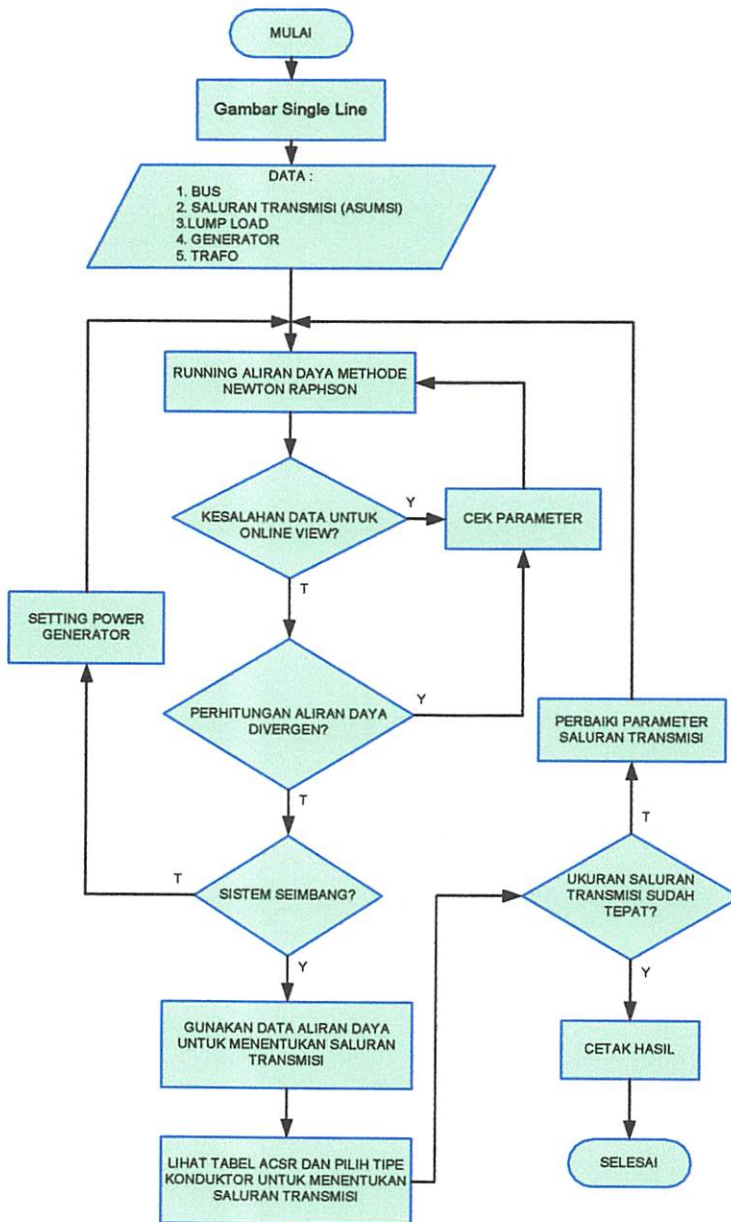 MULAI
Gambar Single Line
DATA :
1. BUS
2. SALURAN TRANSMISI (ASUMSI)
3.LUMP LOAD
4. GENERATOR
5. TRAFO
RUNNING ALIRAN DAYA METHODE
NEWTON RAPHSON
KESALAHAN DATA UNTUK
ONLINE VIEW?
Y
CEK PARAMETER
T
SETTING POWER
GENERATOR
PERHITUNGAN ALIRAN DAYA
DIVERGEN?
Y
PERBAIKI PARAMETER
SALURAN TRANSMISI
T
T
SISTEM SEIMBANG?
T
UKURAN SALURAN
TRANSMISI SUDAH
TEPAT?
Y
Y
GUNAKAN DATA ALIRAN DAYA
UNTUK MENENTUKAN SALURAN
TRANSMISI
CETAK HASIL
LIHAT TABEL ACSR DAN PILIH TIPE
KONDUKTOR UNTUK MENENTUKAN
SALURAN TRANSMISI
SELESAI